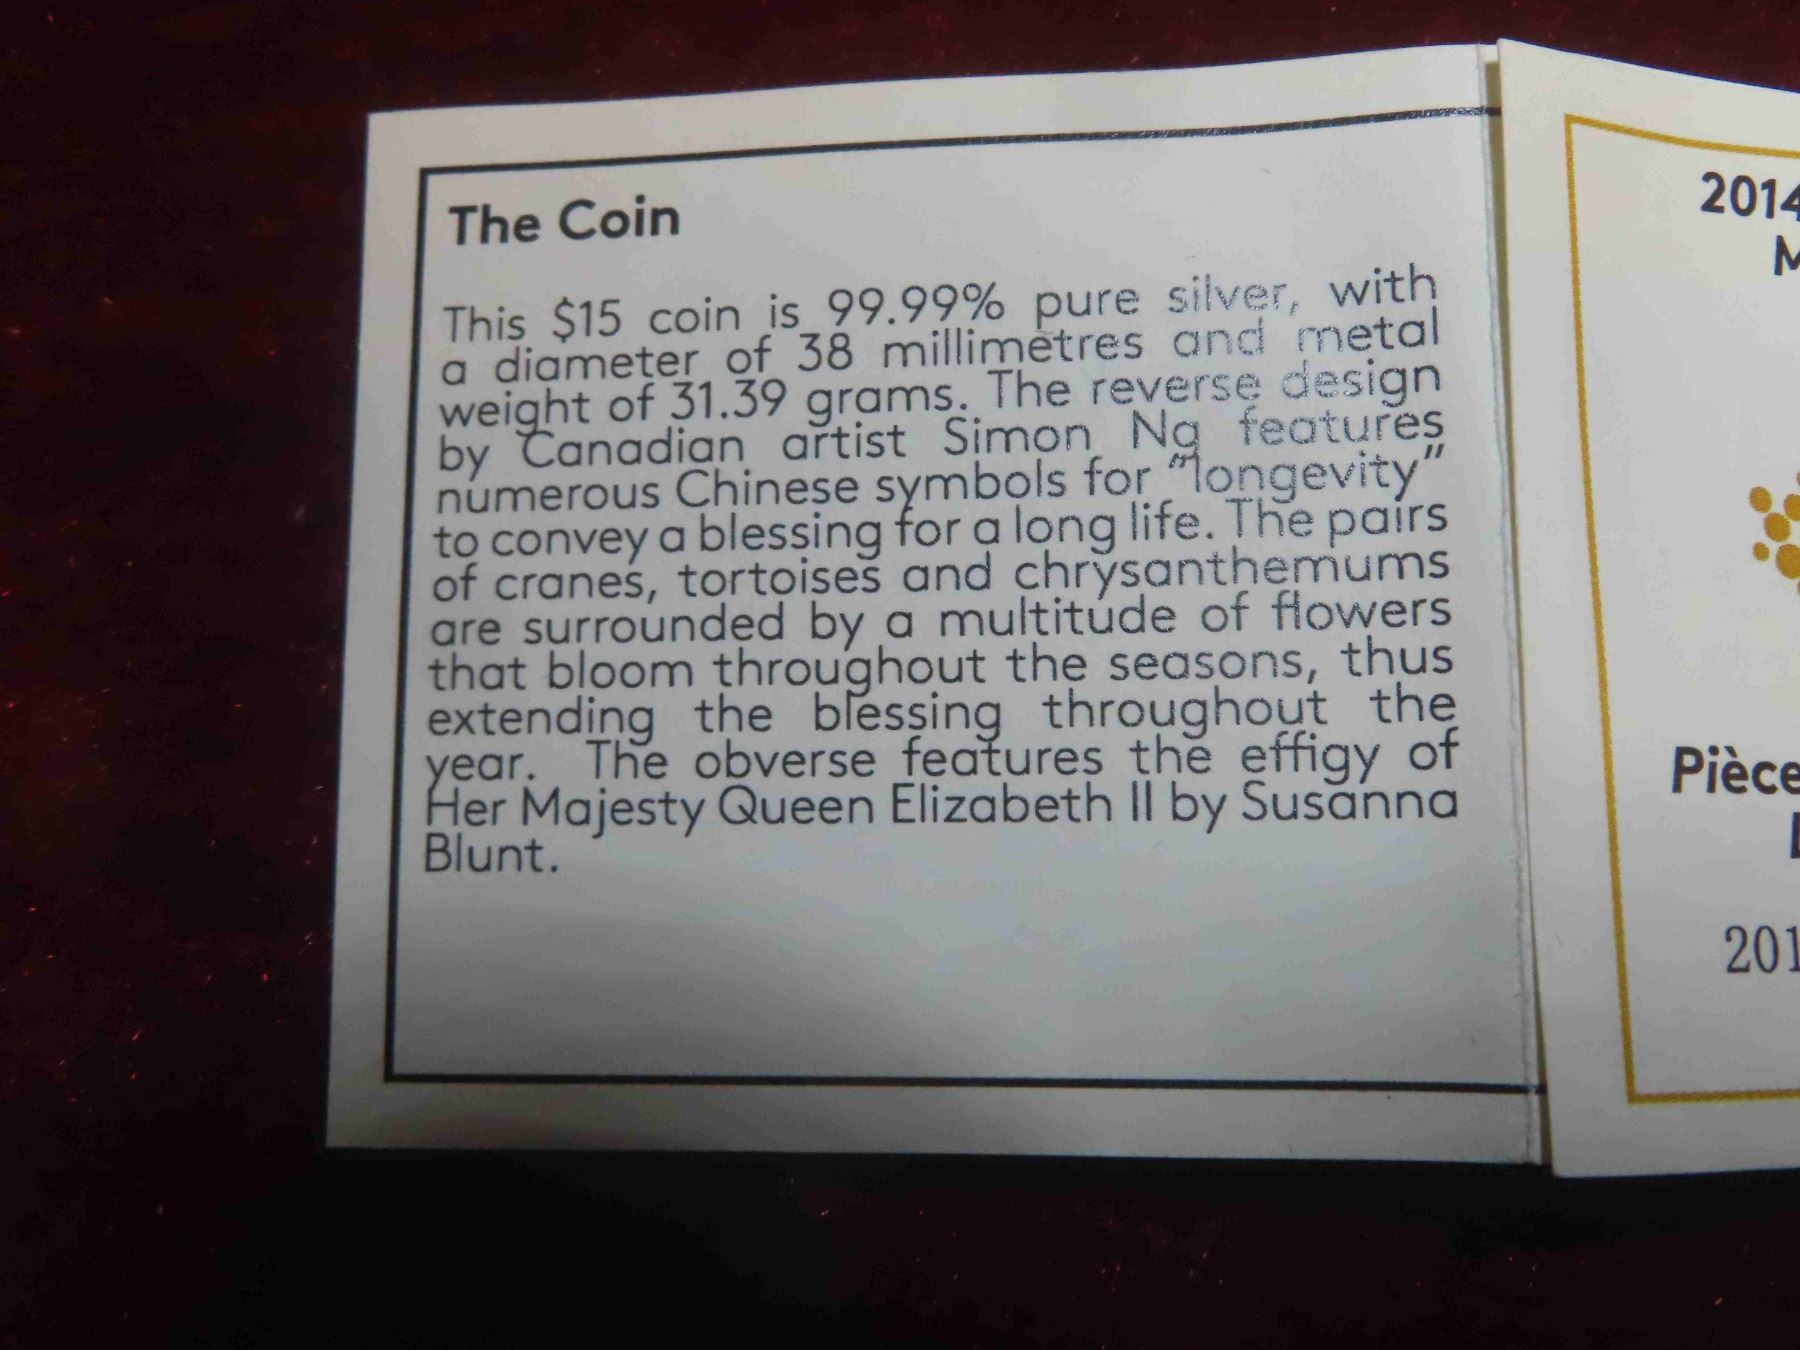 The Coin
This $15 coin is 99.99% pure silver, with
a diameter of 38 millimetres and metal
weight of 31.39 grams. The reverse design
by Canadian artist Simon Ng features
numerous Chinese symbols for "longevity"
to convey a blessing for a long life. The pairs
of cranes, tortoises and chrysanthemums
are surrounded by a multitude of flowers
that bloom throughout the seasons, thus
extending the blessing throughout the
year. The obverse features the effigy of
Her Majesty Queen Elizabeth II by Susanna
Blunt.
2014
Pièce
201